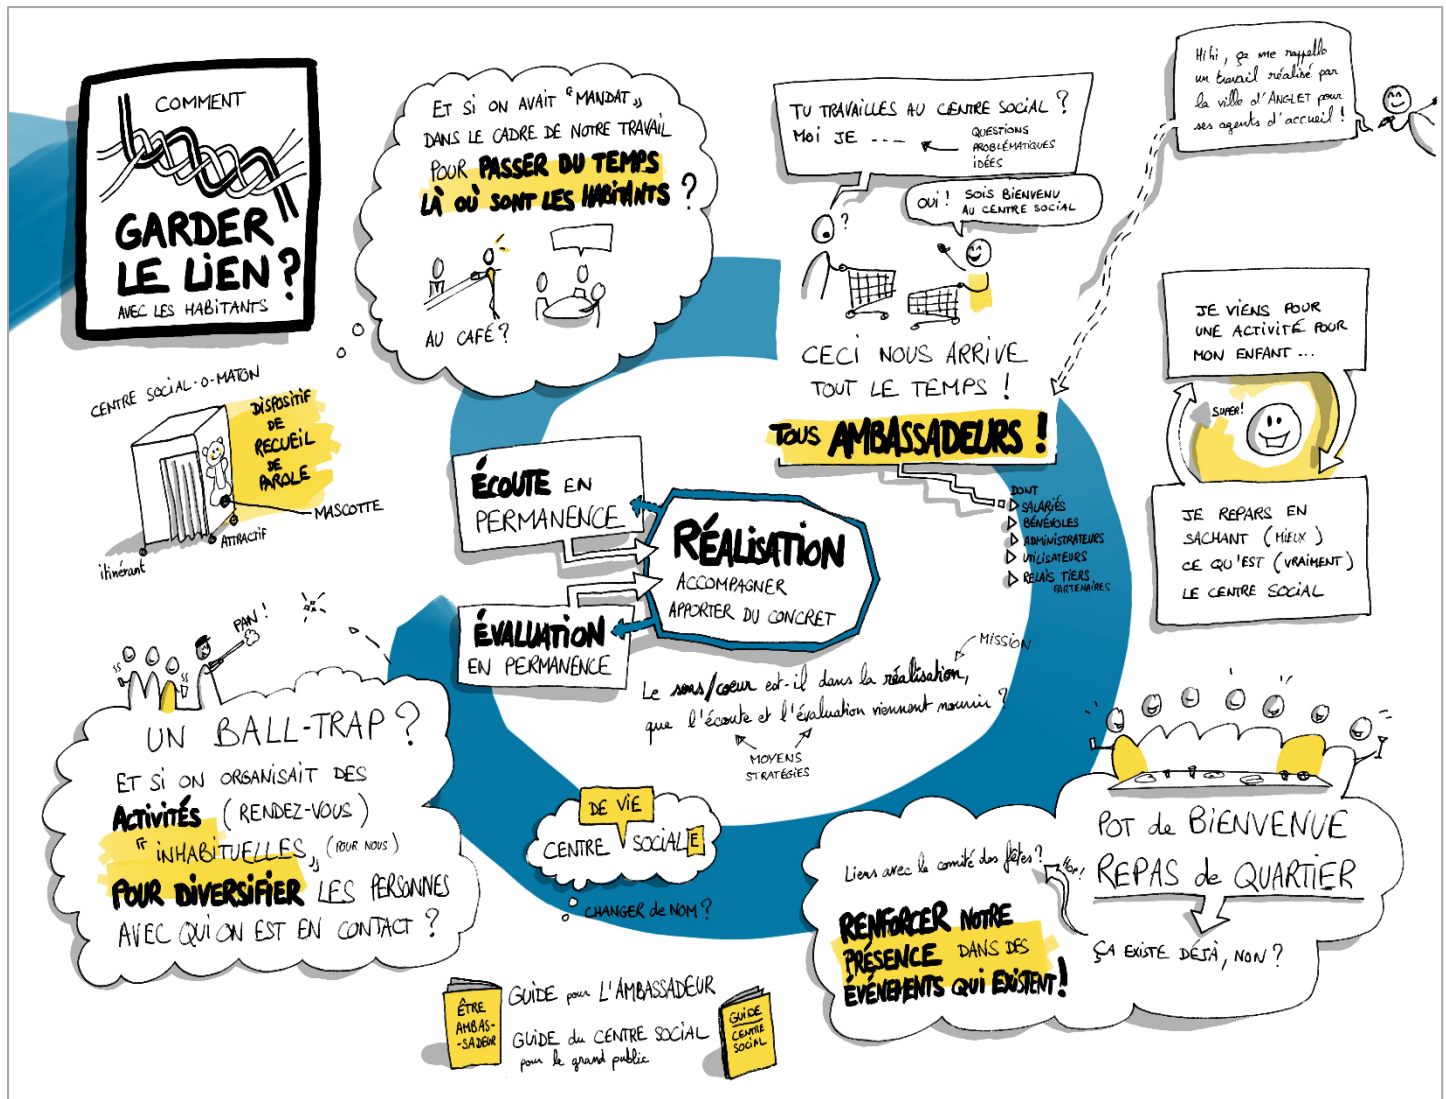 COMMENT
GARDER
LE LIEN ?
AVEC LES HABITANTS
ET SI ON AVAIT "MANDAT"
DANS LE CADRE DE NOTRE TRAVAIL
POUR PASSER DU TEMPS
LÀ OÙ SONT LES HABITANTS ?
AU CAFÉ ?
TU TRAVAILLES AU CENTRE SOCIAL ?
MOI JE ----
QUESTIONS
PROBLÉMATIQUES
IDÉES
?
OUI ! SOIS BIENVENU
AU CENTRE SOCIAL
CECI NOUS ARRIVE
TOUT LE TEMPS !
TOUS AMBASSADEURS !
DONT
SALARIÉS
BÉNÉVOLES
ADMINISTRATEURS
UTILISATEURS
RELAIS TIERS
PARTENAIRES
Hihi, ça me rappelle
un travail réalisé par
la ville d'ANGLET pour
ses agents d'accueil !
JE VIENS POUR
UNE ACTIVITÉ POUR
MON ENFANT ...
SUPER!
JE REPARS EN
SACHANT (MIEUX)
CE QU'EST (VRAIMENT)
LE CENTRE SOCIAL
CENTRE SOCIAL-O-MATON
DISPOSITIF
DE
RECUEIL
DE
PAROLE
MASCOTTE
ATTRACTIF
itinérant
ÉCOUTE EN
PERMANENCE
RÉALISATION
ACCOMPAGNER
APPORTER DU CONCRET
ÉVALUATION
EN PERMANENCE
MISSION
Le sens/coeur est-il dans la réalisation,
que l'écoute et l'évaluation viennent nourrir ?
MOYENS
STRATÉGIES
PAN !
UN BALL-TRAP ?
ET SI ON ORGANISAIT DES
ACTIVITÉS (RENDEZ-VOUS)
"INHABITUELLES" (POUR NOUS)
POUR DIVERSIFIER LES PERSONNES
AVEC QUI ON EST EN CONTACT ?
DE VIE
CENTRE SOCIALE
CHANGER de NOM ?
POT de BIENVENUE
REPAS de QUARTIER
HOP!
Liens avec le comité des fêtes ?
ÇA EXISTE DÉJÀ, NON ?
RENFORCER NOTRE
PRÉSENCE DANS DES
ÉVÉNEMENTS QUI EXISTENT !
ÊTRE
AMBAS-
-SADEUR
GUIDE pour L'AMBASSADEUR
GUIDE du CENTRE SOCIAL
pour le grand public
GUIDE
CENTRE
SOCIAL